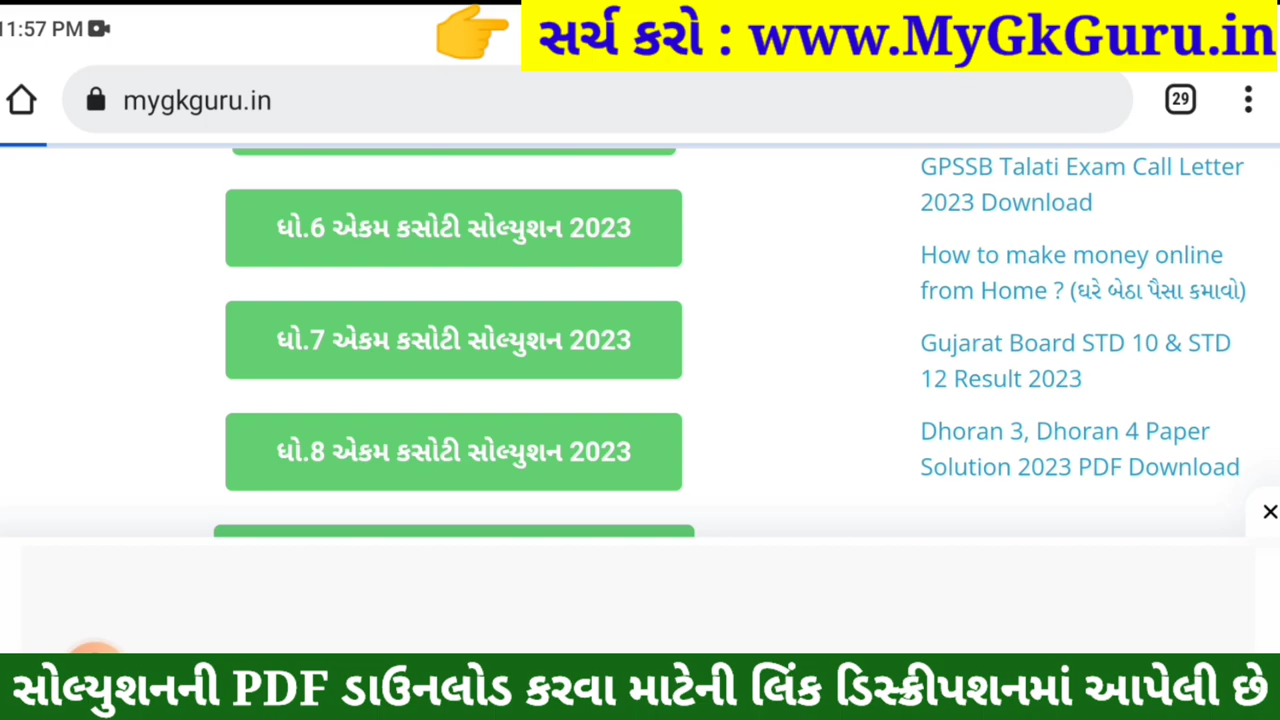 11:57 PM
સર્ચ કરો : www.MyGkGuru.in
mygkguru.in
29
ધો.6 એકમ કસોટી સોલ્યુશન 2023
ધો.7 એકમ કસોટી સોલ્યુશન 2023
ધો.8 એકમ કસોટી સોલ્યુશન 2023
GPSSB Talati Exam Call Letter
2023 Download
How to make money online
from Home ? (ઘરે બેઠા પૈસા કમાવો)
Gujarat Board STD 10 & STD
12 Result 2023
Dhoran 3, Dhoran 4 Paper
Solution 2023 PDF Download
સોલ્યુશનની PDF ડાઉનલોડ કરવા માટેની લિંક ડિસ્ક્રીપશનમાં આપેલી છે